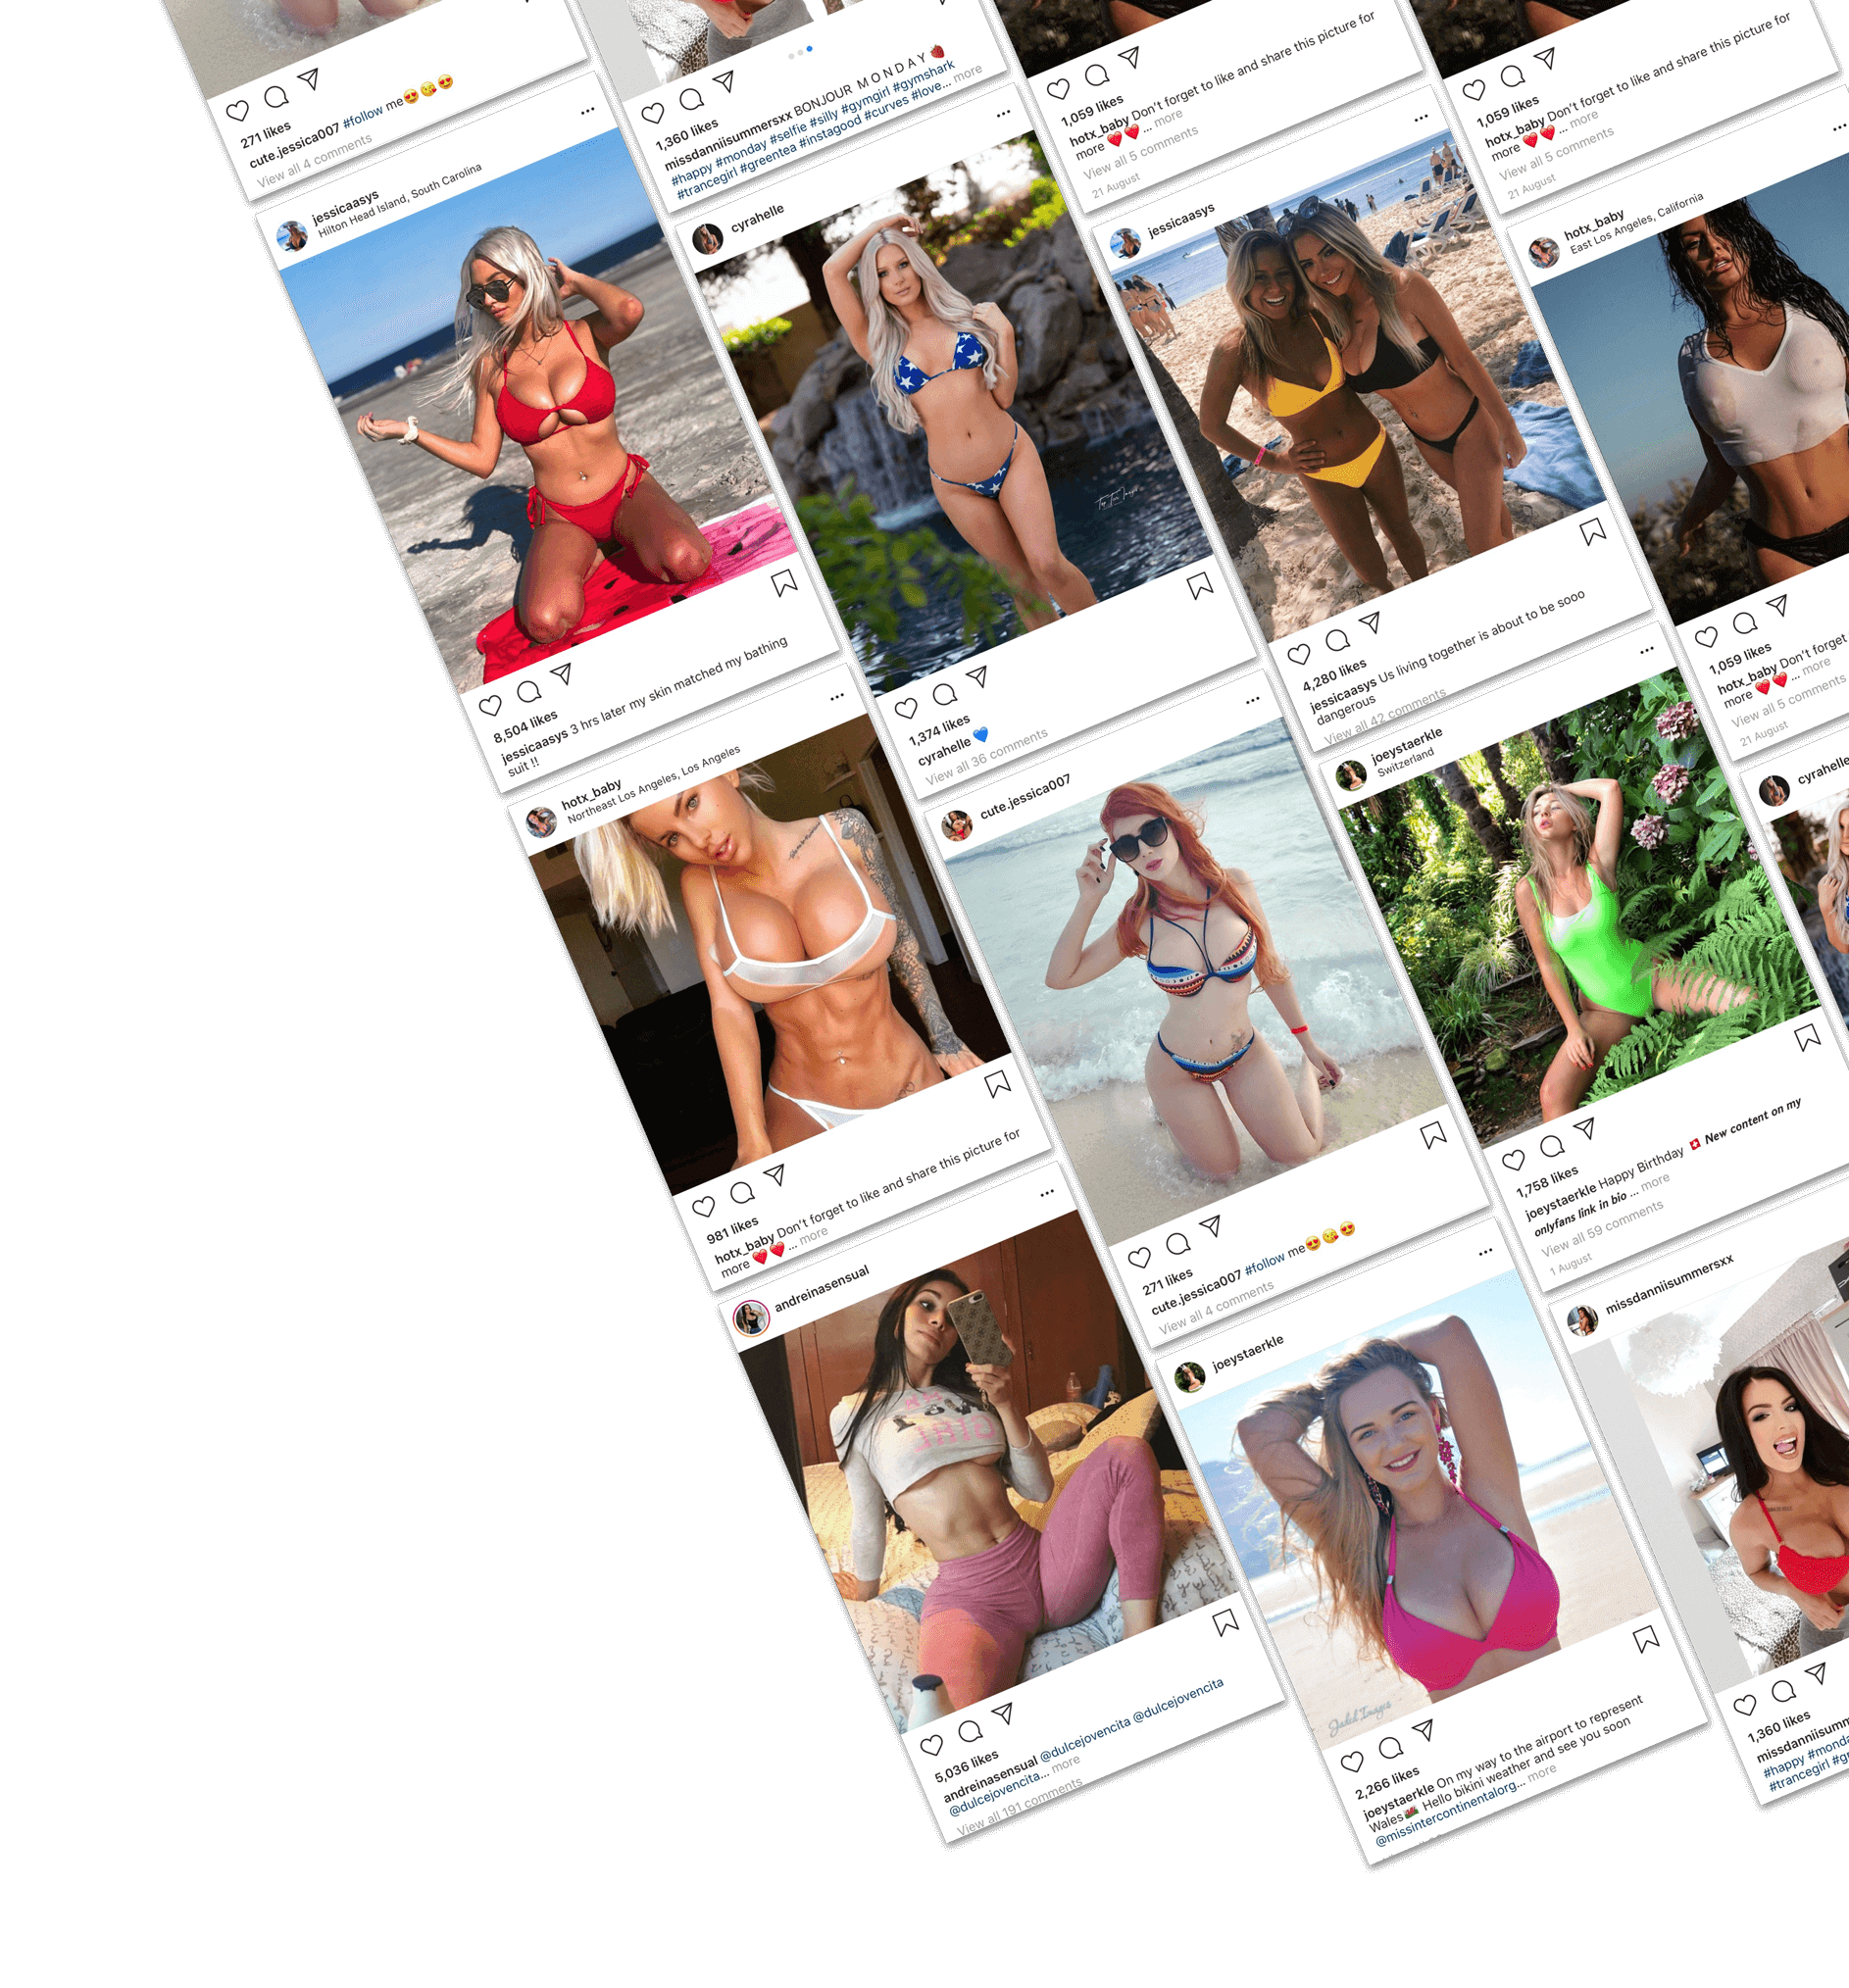 271 likes
cute.jessica007 #follow me😍😘😍
View all 4 comments
jessicaasys
Hilton Head Island, South Carolina
8,504 likes
jessicaasys 3 hrs later my skin matched my bathing
suit !!
hotx_baby
Northeast Los Angeles, Los Angeles
981 likes
hotx_baby Don't forget to like and share this picture for
more ❤️❤️ ... more
andreinasensual
5,036 likes
andreinasensual @dulcejovencita @dulcejovencita
@dulcejovencita... more
View all 191 comments
1,360 likes
missdanniisummersxx BONJOUR M O N D A Y 🍓
#happy #monday #selfie #silly #gymgirl #gymshark
#trancegirl #greentea #instagood #curves #love... more
cyrahelle
1,374 likes
cyrahelle 💙
View all 36 comments
cute.jessica007
271 likes
cute.jessica007 #follow me😍😘😍
View all 4 comments
joeystaerkle
2,266 likes
joeystaerkle On my way to the airport to represent
Wales🏴󠁧󠁢󠁷󠁬󠁳󠁿 Hello bikini weather and see you soon
@missintercontinentalorg... more
1,059 likes
hotx_baby Don't forget to like and share this picture for
more ❤️❤️ ... more
View all 5 comments
21 August
jessicaasys
4,280 likes
jessicaasys Us living together is about to be sooo
dangerous
View all 42 comments
joeystaerkle
Switzerland
1,758 likes
joeystaerkle Happy Birthday 🇨🇭 New content on my
onlyfans link in bio ... more
View all 59 comments
1 August
missdanniisummersxx
1,360 likes
missdanniisumm
#happy #monda
#trancegirl #gr
1,059 likes
hotx_baby Don't forget to like and share this picture for
more ❤️❤️ ... more
View all 5 comments
21 August
hotx_baby
East Los Angeles, California
1,059 likes
hotx_baby Don't forget
more ❤️❤️ ... more
View all 5 comments
21 August
cyrahelle